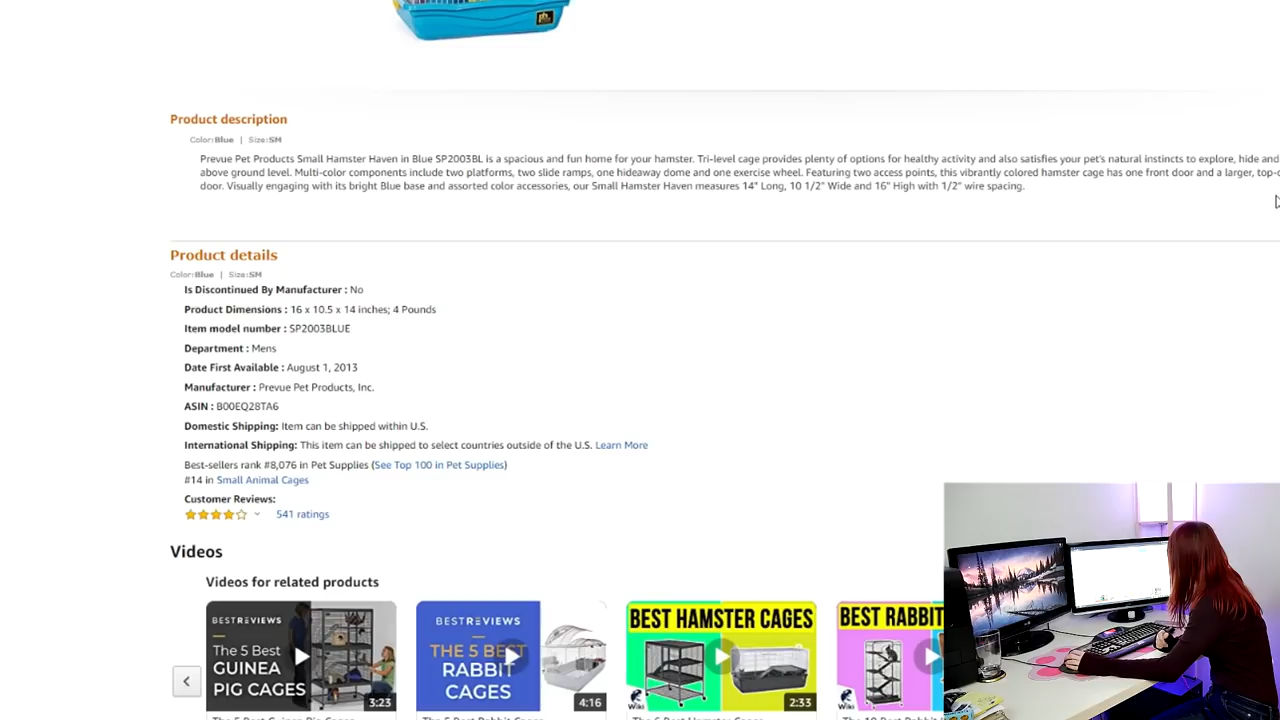 Product description
Color:Blue | Size:SM
Prevue Pet Products Small Hamster Haven in Blue SP2003BL is a spacious and fun home for your hamster. Tri-level cage provides plenty of options for healthy activity and also satisfies your pet's natural instincts to explore, hide and
above ground level. Multi-color components include two platforms, two slide ramps, one hideaway dome and one exercise wheel. Featuring two access points, this vibrantly colored hamster cage has one front door and a larger, top-
door. Visually engaging with its bright Blue base and assorted color accessories, our Small Hamster Haven measures 14" Long, 10 1/2" Wide and 16" High with 1/2" wire spacing.
Product details
Color:Blue | Size:SM
Is Discontinued By Manufacturer : No
Product Dimensions : 16 x 10.5 x 14 inches; 4 Pounds
Item model number : SP2003BLUE
Department : Mens
Date First Available : August 1, 2013
Manufacturer : Prevue Pet Products, Inc.
ASIN : B00EQ28TA6
Domestic Shipping: Item can be shipped within U.S.
International Shipping: This item can be shipped to select countries outside of the U.S. Learn More
Best-sellers rank #8,076 in Pet Supplies (See Top 100 in Pet Supplies)
#14 in Small Animal Cages
Customer Reviews:
541 ratings
Videos
Videos for related products
BESTREVIEWS
The 5 Best
GUINEA
PIG CAGES
3:23
BESTREVIEWS
THE 5 BEST
RABBIT
CAGES
4:16
BEST HAMSTER CAGES
Wiki
2:33
BEST RABBIT
Wiki